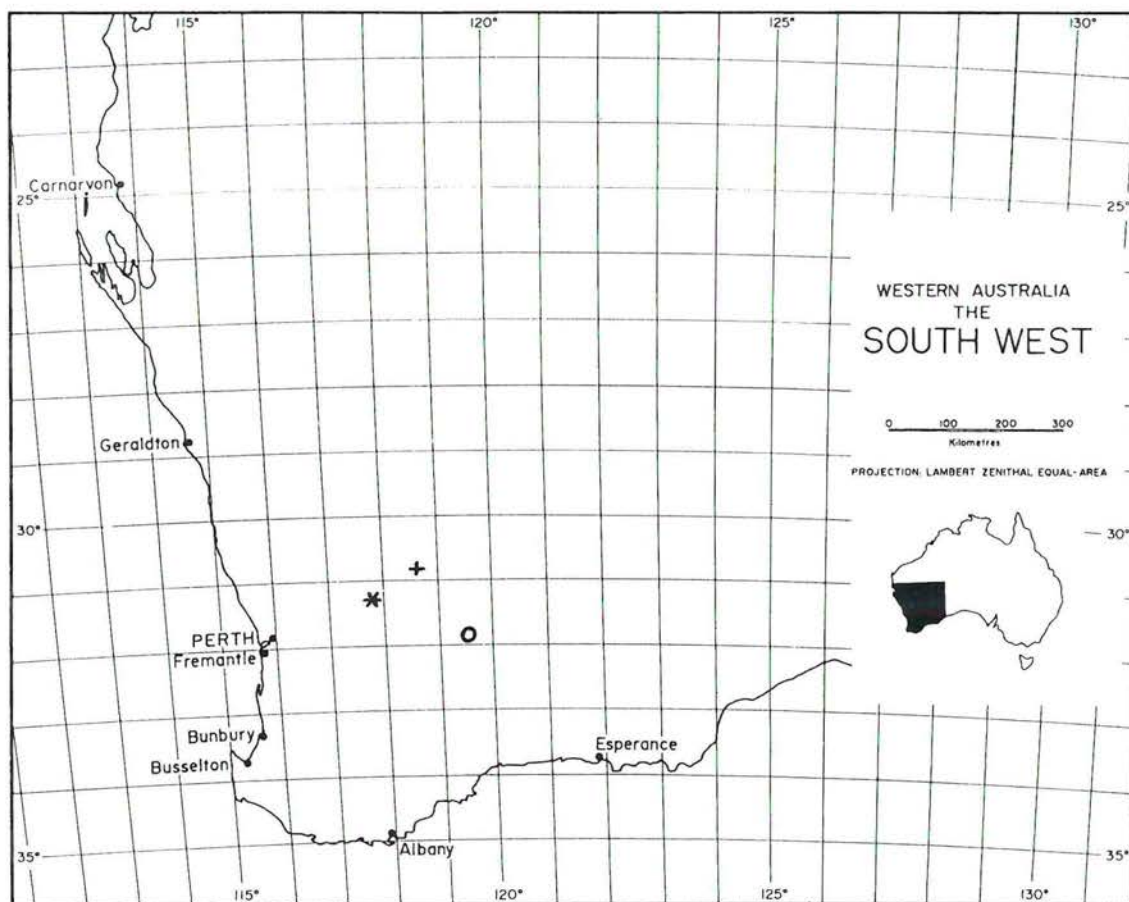 115° 120° 125° 130°
Carnarvon
25° 25°
WESTERN AUSTRALIA
THE
SOUTH WEST
0 100 200 300
Kilometres
Geraldton
PROJECTION: LAMBERT ZENITHAL EQUAL-AREA
30° 30°
PERTH
Fremantle
Bunbury
Esperance
Busselton
Albany
35° 35°
115° 120° 125° 130°